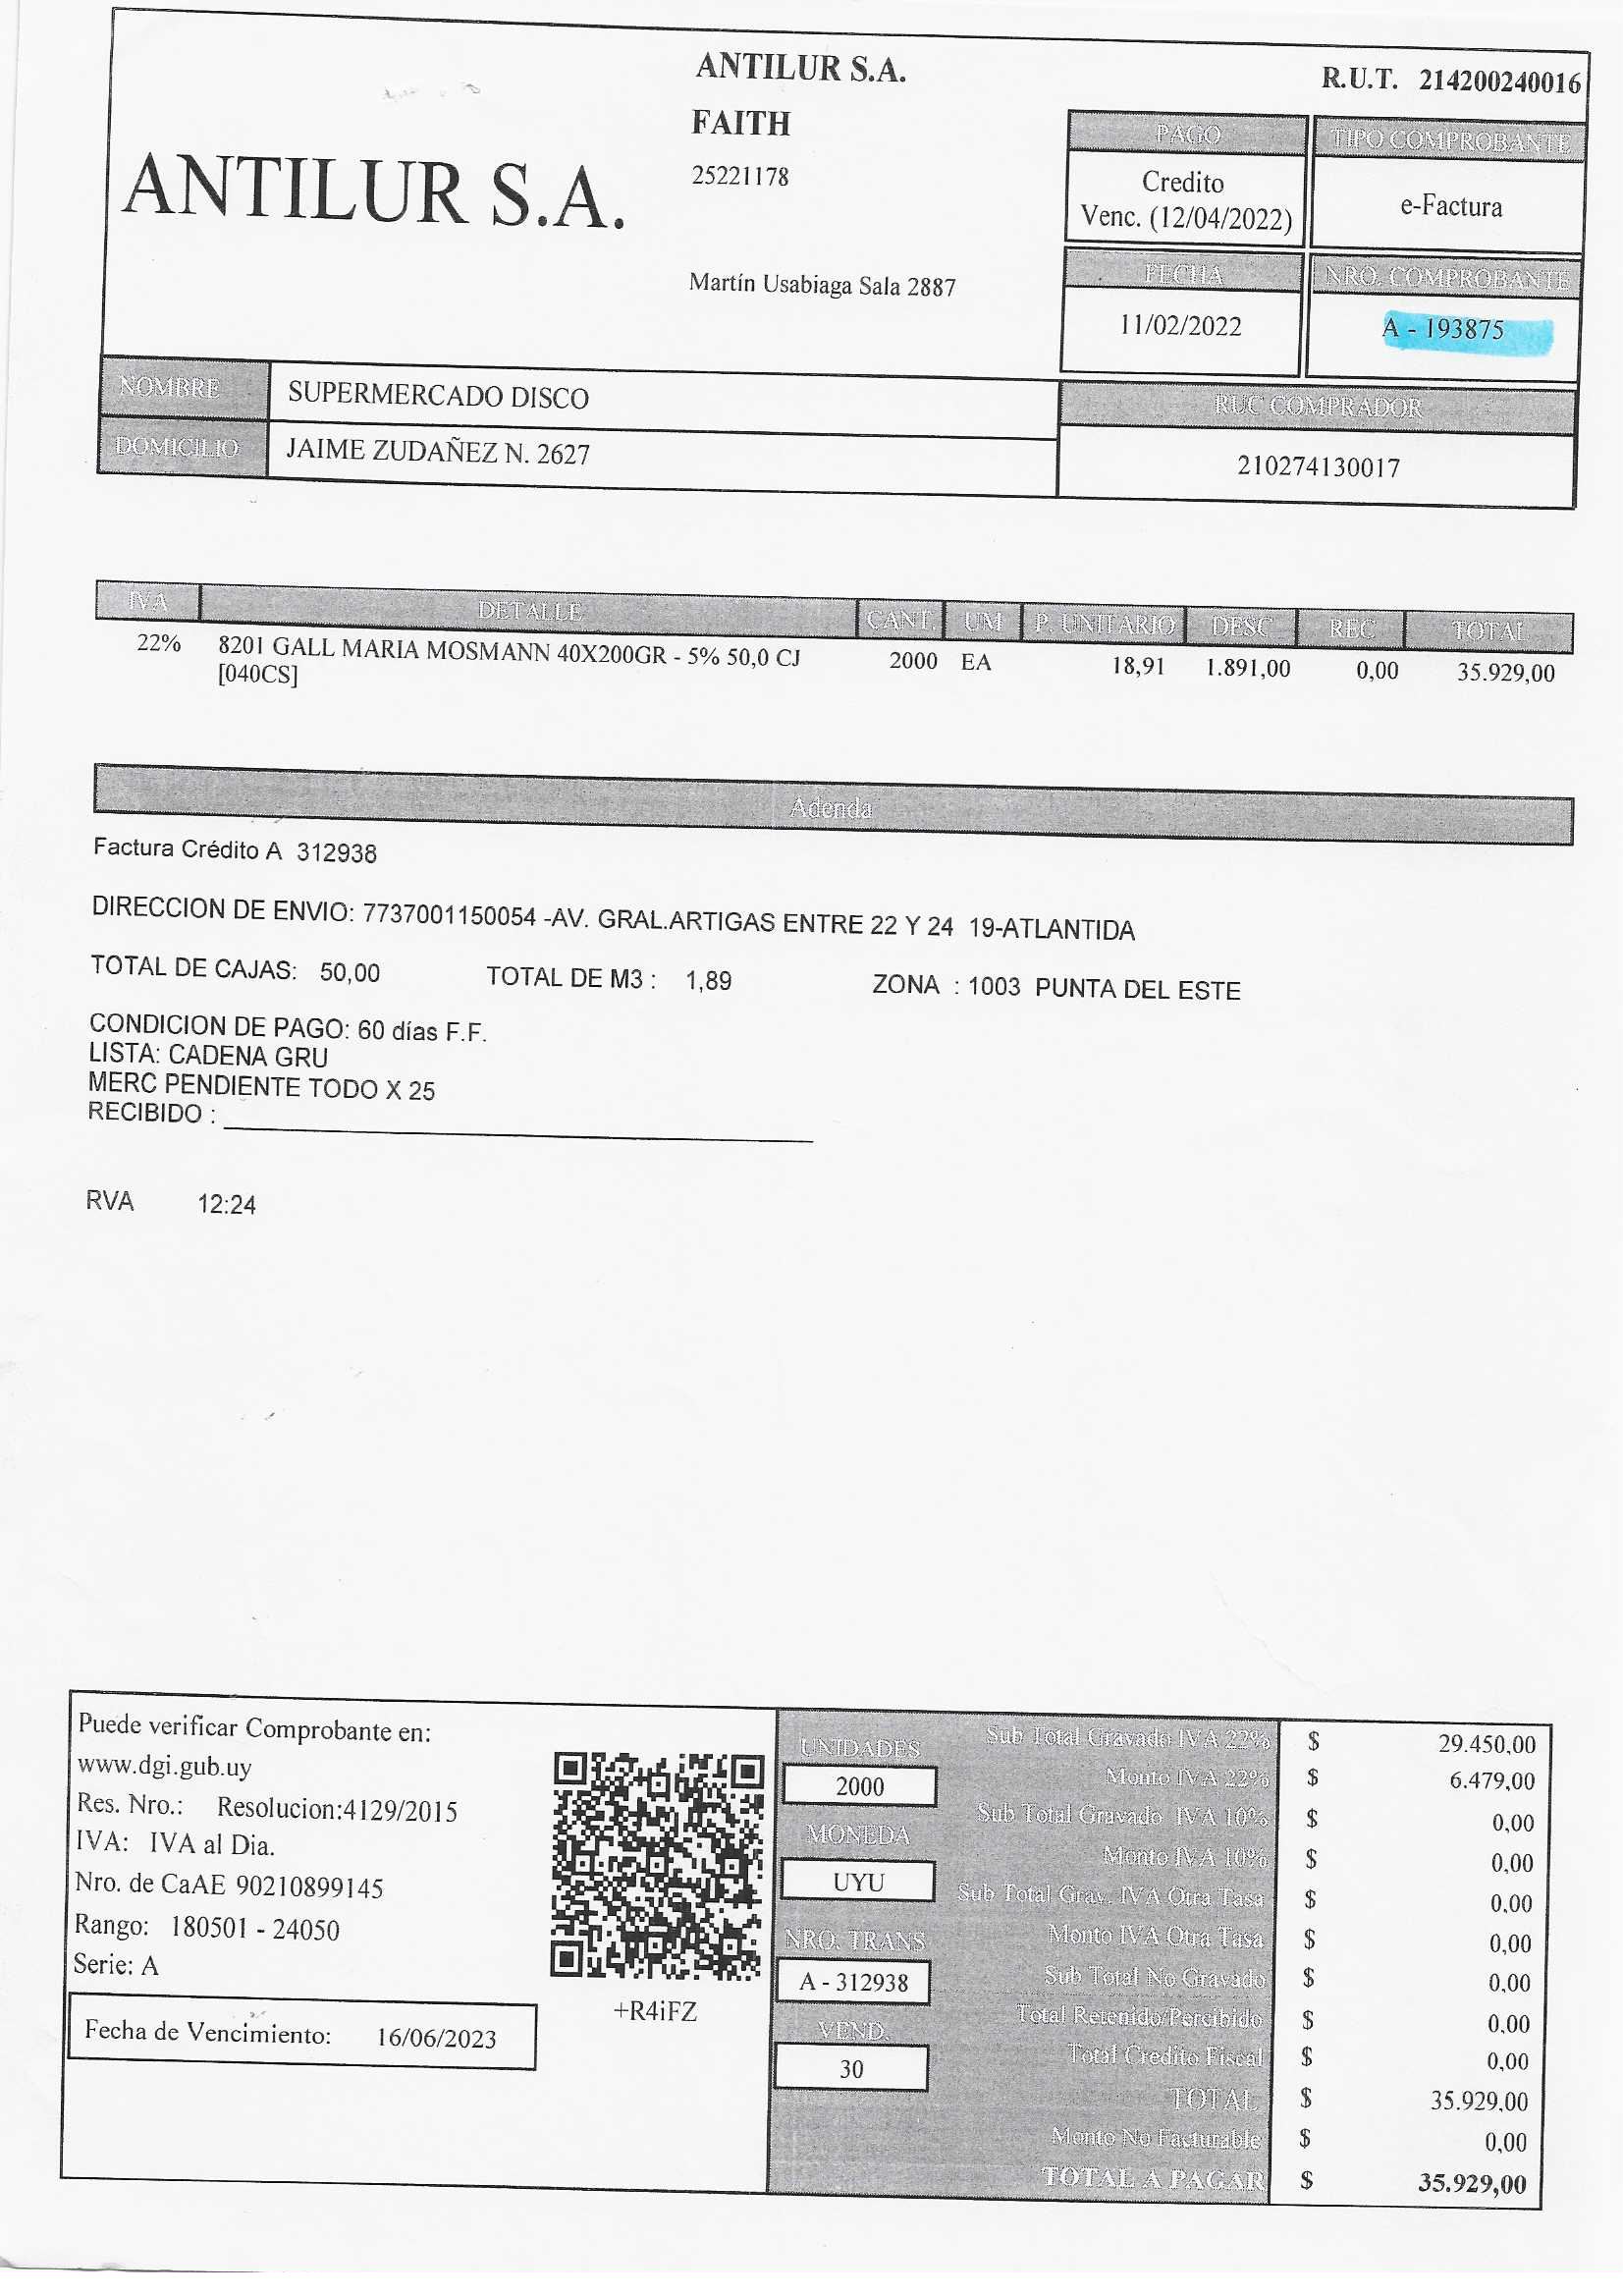 ANTILUR S.A.
R.U.T. 214200240016
FAITH
ANTILUR S.A.
25221178
Martín Usabiaga Sala 2887
PAGO
TIPO COMPROBANTE
Credito
Venc. (12/04/2022)
e-Factura
FECHA
NRO. COMPROBANTE
11/02/2022
A - 193875
NOMBRE SUPERMERCADO DISCO
RUC COMPRADOR
DOMICILIO JAIME ZUDAÑEZ N. 2627
210274130017
IVA DETALLE CANT. UM P. UNITARIO DESC REC TOTAL
22% 8201 GALL MARIA MOSMANN 40X200GR - 5% 50,0 CJ 2000 EA 18,91 1.891,00 0,00 35.929,00
[040CS]
Adenda
Factura Crédito A 312938
DIRECCION DE ENVIO: 7737001150054 -AV. GRAL.ARTIGAS ENTRE 22 Y 24 19-ATLANTIDA
TOTAL DE CAJAS: 50,00 TOTAL DE M3 : 1,89 ZONA : 1003 PUNTA DEL ESTE
CONDICION DE PAGO: 60 días F.F.
LISTA: CADENA GRU
MERC PENDIENTE TODO X 25
RECIBIDO :
RVA 12:24
Puede verificar Comprobante en:
www.dgi.gub.uy
Res. Nro.: Resolucion:4129/2015
IVA: IVA al Dia.
Nro. de CaAE 90210899145
Rango: 180501 - 24050
Serie: A
Fecha de Vencimiento: 16/06/2023
+R4iFZ
UNIDADES
2000
MONEDA
UYU
NRO. TRANS
A - 312938
VEND.
30
Sub Total Gravado IVA 22% $ 29.450,00
Monto IVA 22% $ 6.479,00
Sub Total Gravado IVA 10% $ 0,00
Monto IVA 10% $ 0,00
Sub Total Grav. IVA Otra Tasa $ 0,00
Monto IVA Otra Tasa $ 0,00
Sub Total No Gravado $ 0,00
Total Retenido/Percibido $ 0,00
Total Credito Fiscal $ 0,00
TOTAL $ 35.929,00
Monto No Facturable $ 0,00
TOTAL A PAGAR $ 35.929,00